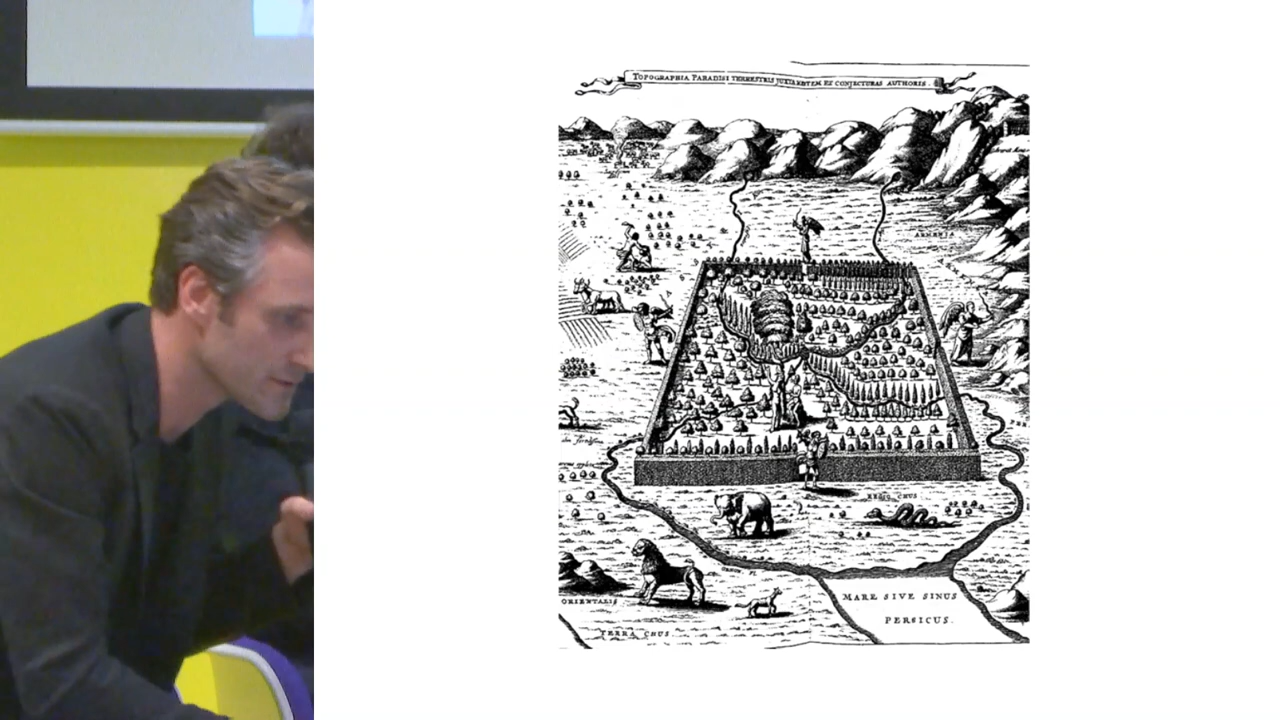 TOPOGRAPHIA PARADISI TERRESTRIS JUXTA MENTEM ET CONJECTURAS AUTHORIS.
ARMENIA
REGIO CHUS
ORIENTALIS
MARE SIVE SINUS
PERSICUS.
TERRA CHUS